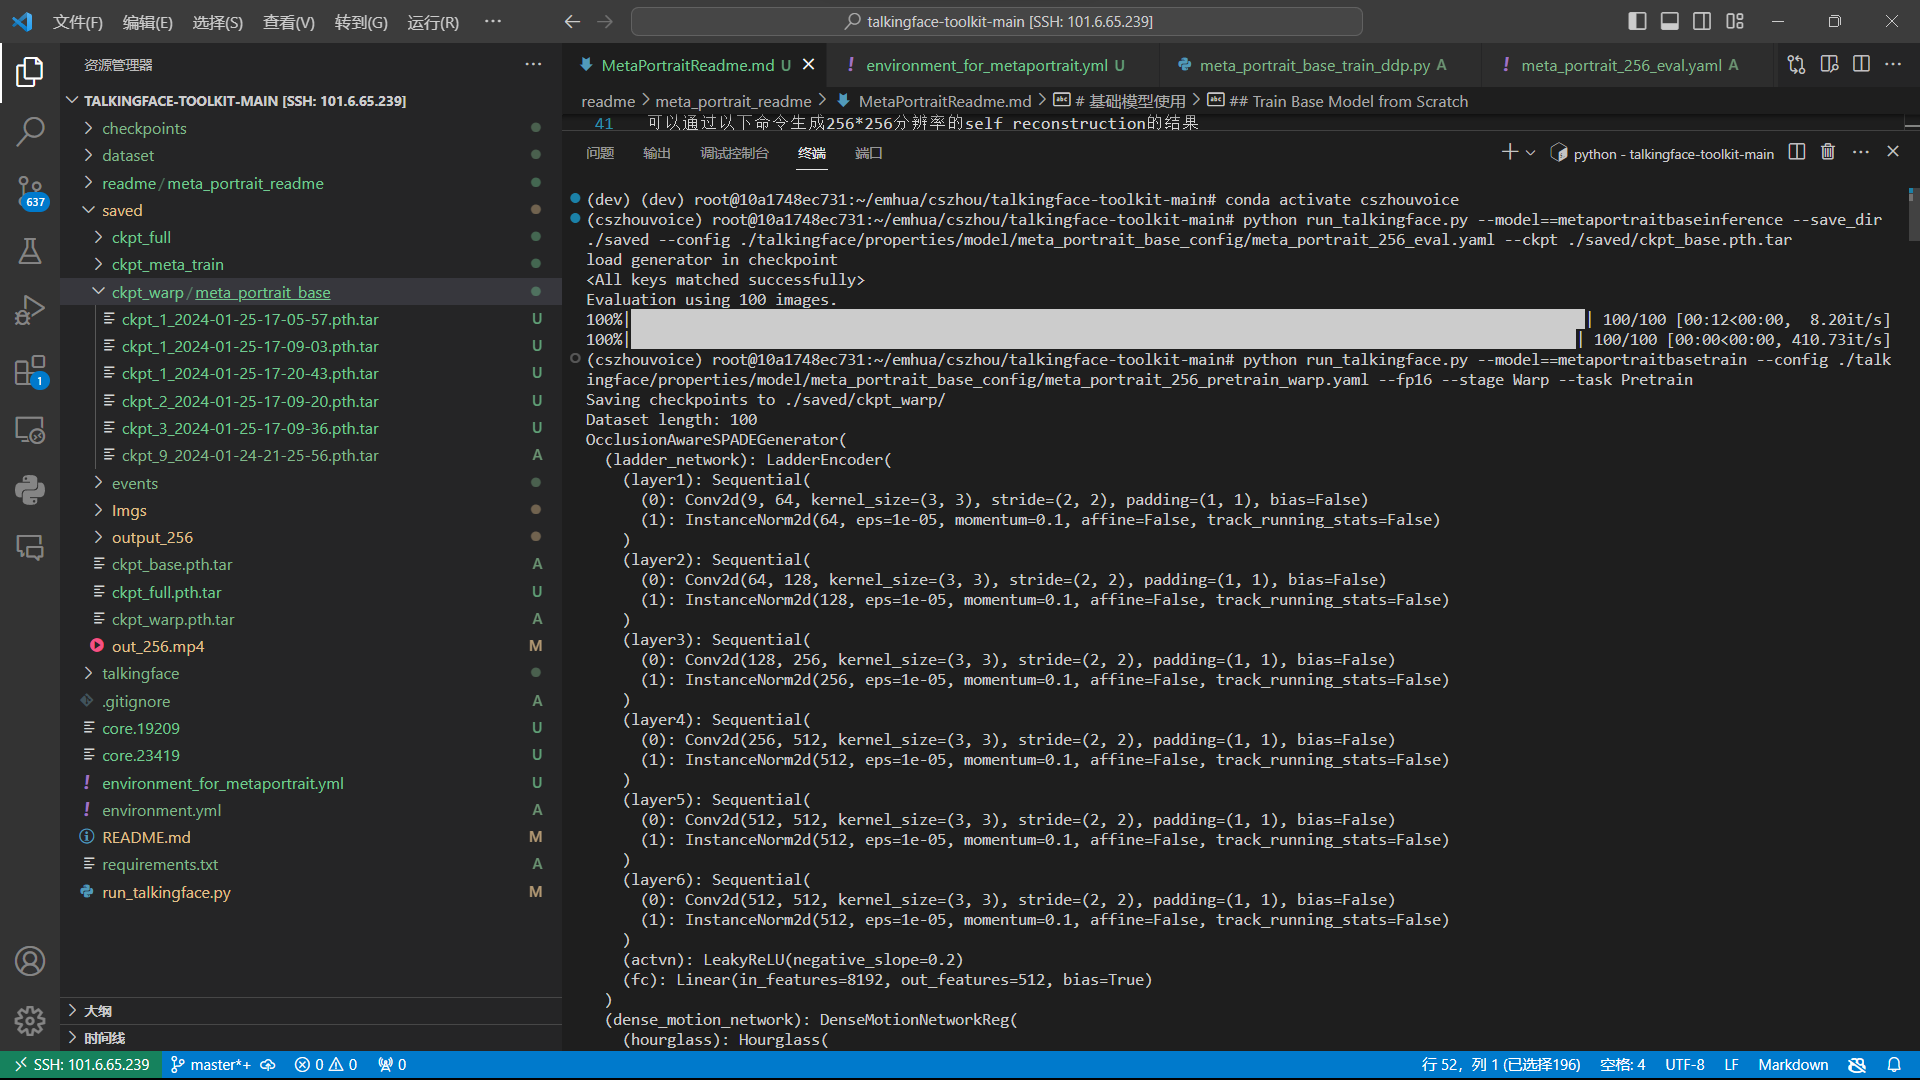 文件(F) 编辑(E) 选择(S) 查看(V) 转到(G) 运行(R) ··· talkingface-toolkit-main [SSH: 101.6.65.239]
资源管理器 ···
MetaPortraitReadme.md U environment_for_metaportrait.yml U meta_portrait_base_train_ddp.py A meta_portrait_256_eval.yaml A ···
readme > meta_portrait_readme > MetaPortraitReadme.md > # 基础模型使用 > ## Train Base Model from Scratch
41 可以通过以下命令生成256*256分辨率的self reconstruction的结果
TALKINGFACE-TOOLKIT-MAIN [SSH: 101.6.65.239]
checkpoints
dataset
readme / meta_portrait_readme
saved
ckpt_full
ckpt_meta_train
ckpt_warp / meta_portrait_base
ckpt_1_2024-01-25-17-05-57.pth.tar U
ckpt_1_2024-01-25-17-09-03.pth.tar U
ckpt_1_2024-01-25-17-20-43.pth.tar U
ckpt_2_2024-01-25-17-09-20.pth.tar U
ckpt_3_2024-01-25-17-09-36.pth.tar U
ckpt_9_2024-01-24-21-25-56.pth.tar A
events
Imgs
output_256
ckpt_base.pth.tar A
ckpt_full.pth.tar U
ckpt_warp.pth.tar A
out_256.mp4 M
talkingface
.gitignore A
core.19209 U
core.23419 U
environment_for_metaportrait.yml U
environment.yml A
README.md M
requirements.txt A
run_talkingface.py M
大纲
时间线
637
1
问题 输出 调试控制台 终端 端口 python - talkingface-toolkit-main ···
(dev) (dev) root@10a1748ec731:~/emhua/cszhou/talkingface-toolkit-main# conda activate cszhouvoice
(cszhouvoice) root@10a1748ec731:~/emhua/cszhou/talkingface-toolkit-main# python run_talkingface.py --model==metaportraitbaseinference --save_dir
./saved --config ./talkingface/properties/model/meta_portrait_base_config/meta_portrait_256_eval.yaml --ckpt ./saved/ckpt_base.pth.tar
load generator in checkpoint
<All keys matched successfully>
Evaluation using 100 images.
100%| | 100/100 [00:12<00:00, 8.20it/s]
100%| | 100/100 [00:00<00:00, 410.73it/s]
(cszhouvoice) root@10a1748ec731:~/emhua/cszhou/talkingface-toolkit-main# python run_talkingface.py --model==metaportraitbasetrain --config ./talk
ingface/properties/model/meta_portrait_base_config/meta_portrait_256_pretrain_warp.yaml --fp16 --stage Warp --task Pretrain
Saving checkpoints to ./saved/ckpt_warp/
Dataset length: 100
OcclusionAwareSPADEGenerator(
(ladder_network): LadderEncoder(
(layer1): Sequential(
(0): Conv2d(9, 64, kernel_size=(3, 3), stride=(2, 2), padding=(1, 1), bias=False)
(1): InstanceNorm2d(64, eps=1e-05, momentum=0.1, affine=False, track_running_stats=False)
)
(layer2): Sequential(
(0): Conv2d(64, 128, kernel_size=(3, 3), stride=(2, 2), padding=(1, 1), bias=False)
(1): InstanceNorm2d(128, eps=1e-05, momentum=0.1, affine=False, track_running_stats=False)
)
(layer3): Sequential(
(0): Conv2d(128, 256, kernel_size=(3, 3), stride=(2, 2), padding=(1, 1), bias=False)
(1): InstanceNorm2d(256, eps=1e-05, momentum=0.1, affine=False, track_running_stats=False)
)
(layer4): Sequential(
(0): Conv2d(256, 512, kernel_size=(3, 3), stride=(2, 2), padding=(1, 1), bias=False)
(1): InstanceNorm2d(512, eps=1e-05, momentum=0.1, affine=False, track_running_stats=False)
)
(layer5): Sequential(
(0): Conv2d(512, 512, kernel_size=(3, 3), stride=(2, 2), padding=(1, 1), bias=False)
(1): InstanceNorm2d(512, eps=1e-05, momentum=0.1, affine=False, track_running_stats=False)
)
(layer6): Sequential(
(0): Conv2d(512, 512, kernel_size=(3, 3), stride=(2, 2), padding=(1, 1), bias=False)
(1): InstanceNorm2d(512, eps=1e-05, momentum=0.1, affine=False, track_running_stats=False)
)
(actvn): LeakyReLU(negative_slope=0.2)
(fc): Linear(in_features=8192, out_features=512, bias=True)
)
(dense_motion_network): DenseMotionNetworkReg(
(hourglass): Hourglass(
SSH: 101.6.65.239 master*+ 0 0 0 行 52, 列 1 (已选择196) 空格: 4 UTF-8 LF Markdown